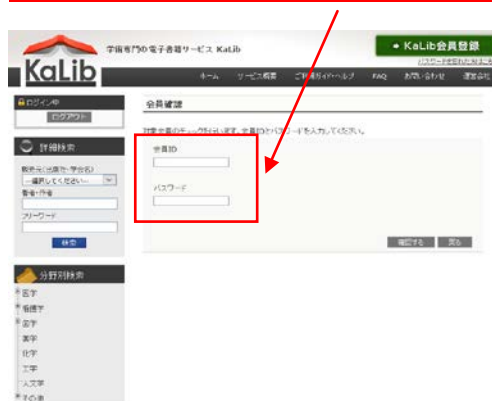 学術専門の電子書籍サービス KaLib
KaLib
KaLib会員登録
パスワードを忘れた方はこち
ホーム サービス概要 ご利用ガイド・ヘルプ FAQ お問い合わせ 運営会社
ログイン中
ログアウト
会員確認
対象会員のチェックを行います。会員IDとパスワードを入力してください。
会員ID
パスワード
確認する 戻る
詳細検索
販売元(出版社・学会名)
--選択してください--
著者・作者
フリーワード
検索
分野別検索
医学
看護学
歯学
薬学
化学
工学
人文学
その他